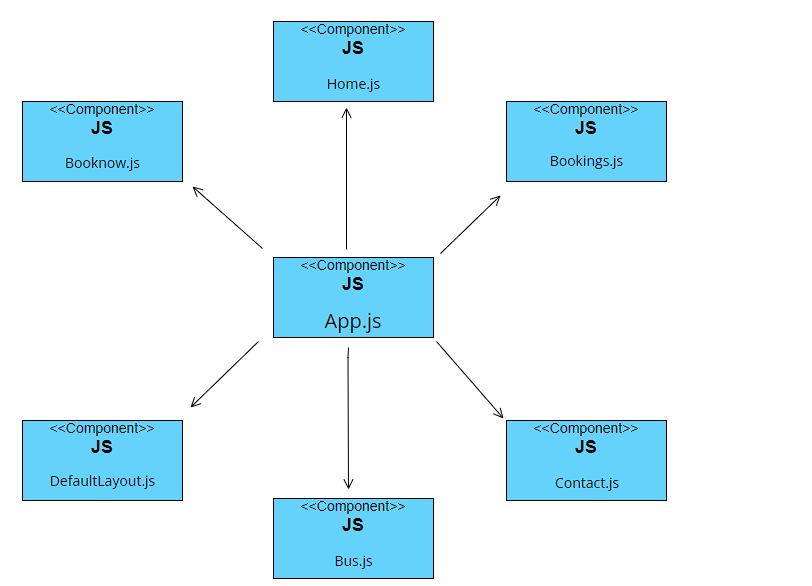 <<Component>>
JS
Home.js
<<Component>>
JS
Booknow.js
<<Component>>
JS
Bookings.js
<<Component>>
JS
App.js
<<Component>>
JS
DefaultLayout.js
<<Component>>
JS
Contact.js
<<Component>>
JS
Bus.js